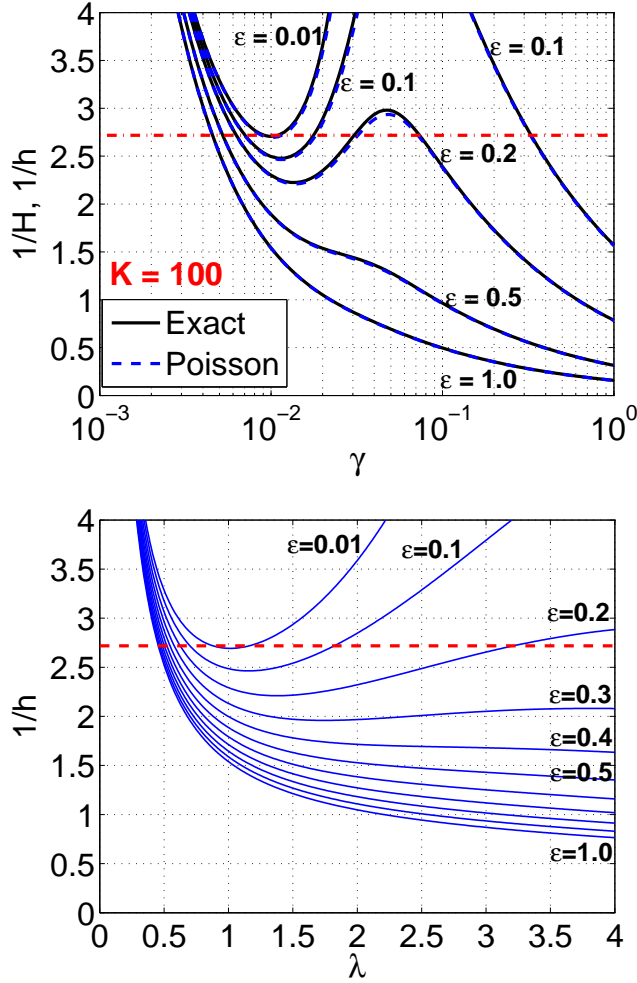 4
3.5
3
2.5
2
1.5
1
0.5
0
1/H, 1/h
ε = 0.01
ε = 0.1
ε = 0.1
ε = 0.2
ε = 0.5
ε = 1.0
K = 100
Exact
Poisson
10⁻³
10⁻²
10⁻¹
10⁰
γ
4
3.5
3
2.5
2
1.5
1
0.5
0
1/h
ε=0.01
ε=0.1
ε=0.2
ε=0.3
ε=0.4
ε=0.5
ε=1.0
0 0.5 1 1.5 2 2.5 3 3.5 4
λ